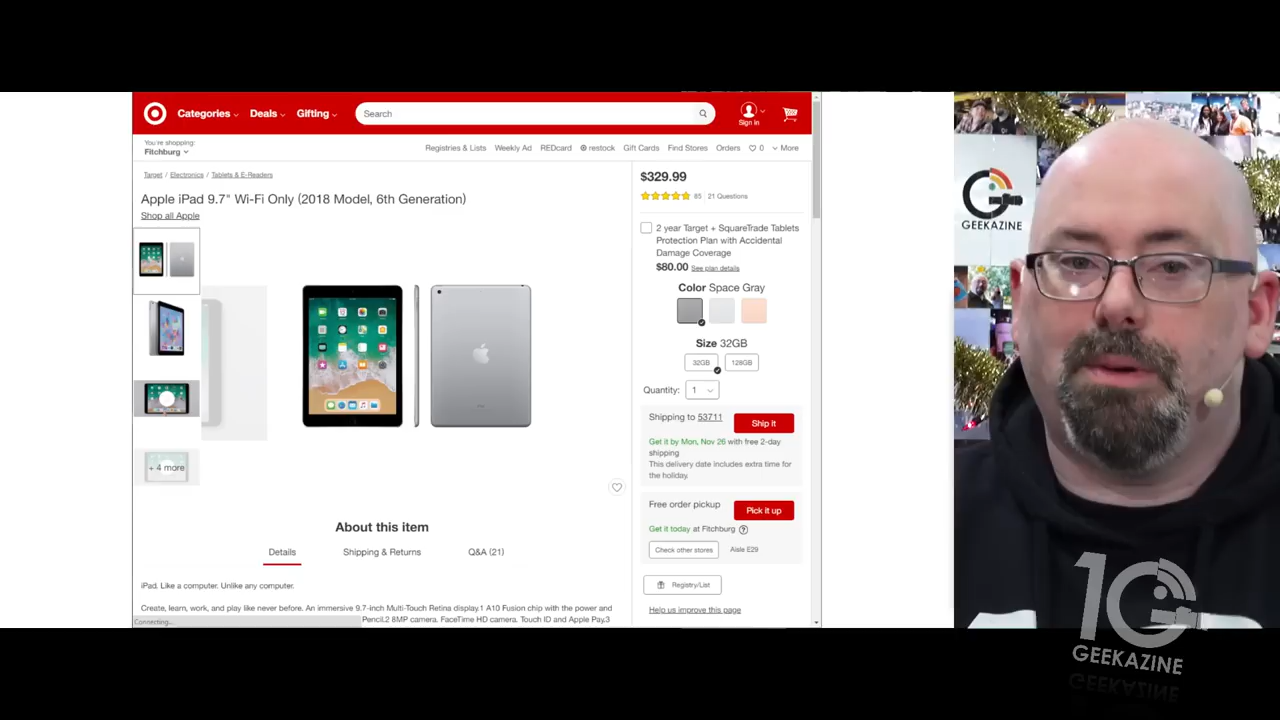 Categories
Deals
Gifting
Search
Sign in
You're shopping:
Fitchburg
Registries & Lists
Weekly Ad
REDcard
restock
Gift Cards
Find Stores
Orders
0
More
Target / Electronics / Tablets & E-Readers
Apple iPad 9.7" Wi-Fi Only (2018 Model, 6th Generation)
Shop all Apple
+ 4 more
$329.99
85 21 Questions
2 year Target + SquareTrade Tablets
Protection Plan with Accidental
Damage Coverage
$80.00 See plan details
Color Space Gray
Size 32GB
32GB 128GB
Quantity: 1
Shipping to 53711
Ship it
Get it by Mon, Nov 26 with free 2-day
shipping
This delivery date includes extra time for
the holiday.
Free order pickup
Pick it up
Get it today at Fitchburg
Check other stores
Aisle E29
Registry/List
Help us improve this page
About this item
Details
Shipping & Returns
Q&A (21)
iPad. Like a computer. Unlike any computer.
Create, learn, work, and play like never before. An immersive 9.7-inch Multi-Touch Retina display.1 A10 Fusion chip with the power and
Pencil.2 8MP camera. FaceTime HD camera. Touch ID and Apple Pay.3
Connecting...
GEEKAZINE
10
GEEKAZINE